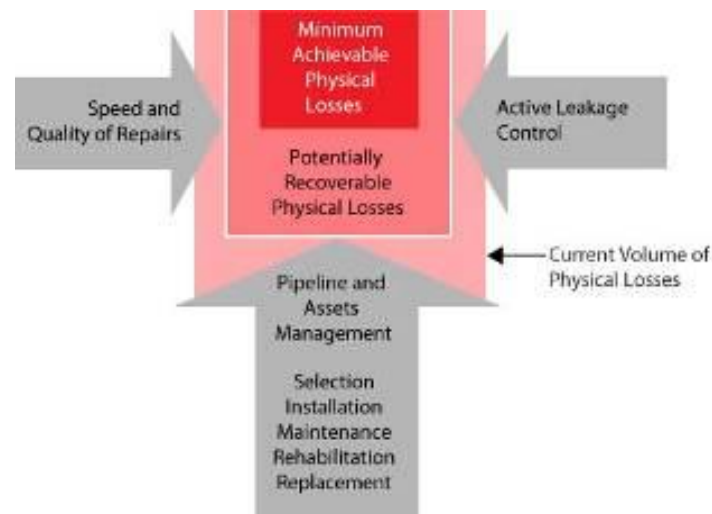 Minimum
Achievable
Physical
Losses
Speed and
Quality of Repairs
Active Leakage
Control
Potentially
Recoverable
Physical Losses
Current Volume of
Physical Losses
Pipeline and
Assets
Management
Selection
Installation
Maintenance
Rehabilitation
Replacement